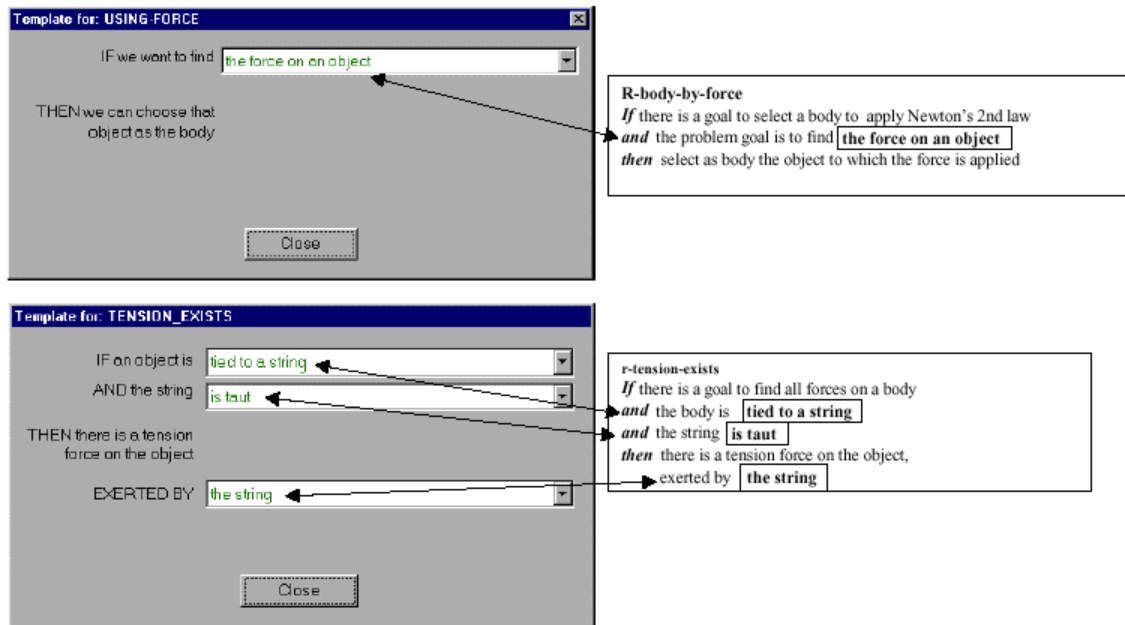 Template for: USING-FORCE
IF we want to find the force on an object
THEN we can choose that
object as the body
Close
R-body-by-force
If there is a goal to select a body to apply Newton's 2nd law
and the problem goal is to find the force on an object
then select as body the object to which the force is applied
Template for: TENSION_EXISTS
IF an object is tied to a string
AND the string is taut
THEN there is a tension
force on the object
EXERTED BY the string
Close
r-tension-exists
If there is a goal to find all forces on a body
and the body is tied to a string
and the string is taut
then there is a tension force on the object,
exerted by the string